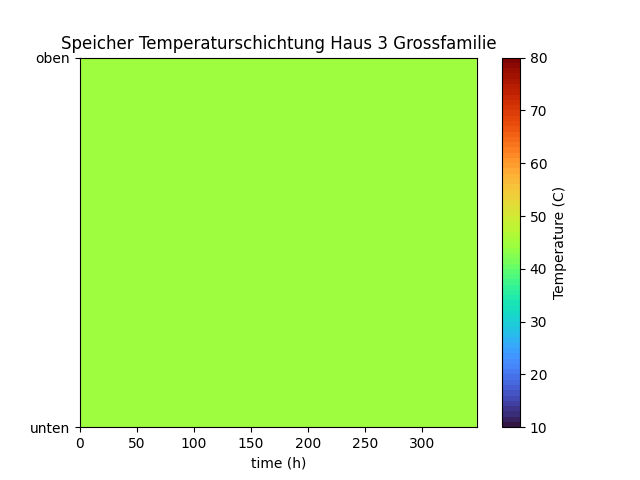 Speicher Temperaturschichtung Haus 3 Grossfamilie
oben
unten
0 50 100 150 200 250 300
time (h)
80
70
60
50
40
30
20
10
Temperature (C)